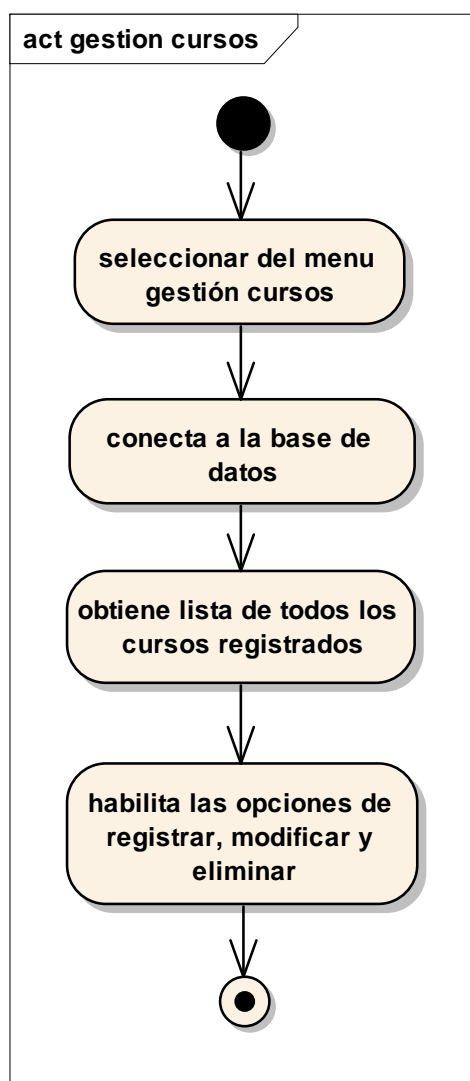 act gestion cursos
seleccionar del menu
gestión cursos
conecta a la base de
datos
obtiene lista de todos los
cursos registrados
habilita las opciones de
registrar, modificar y
eliminar